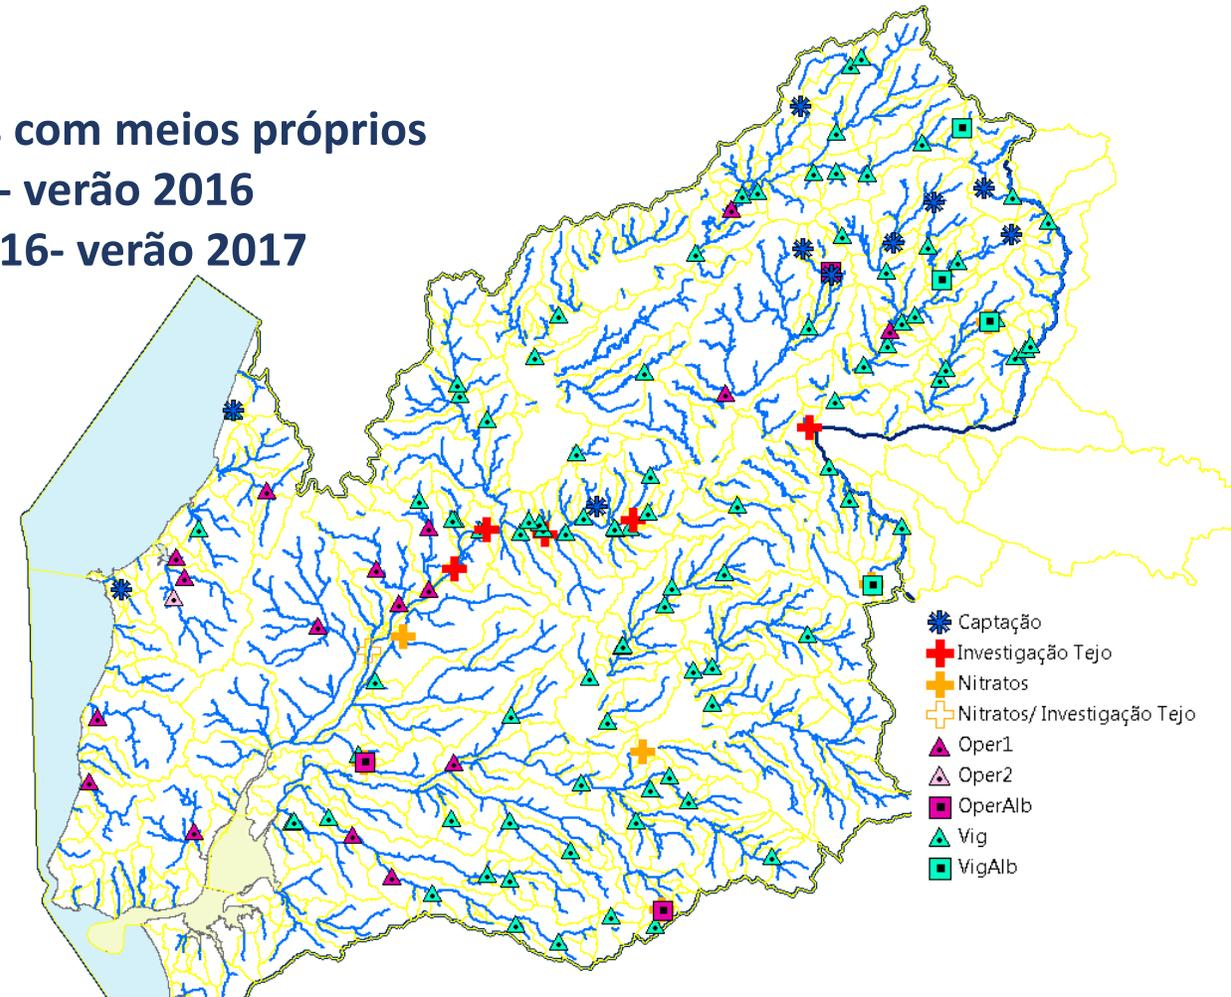 com meios próprios
- verão 2016
16- verão 2017
Captação
Investigação Tejo
Nitratos
Nitratos/ Investigação Tejo
Oper1
Oper2
OperAlb
Vig
VigAlb